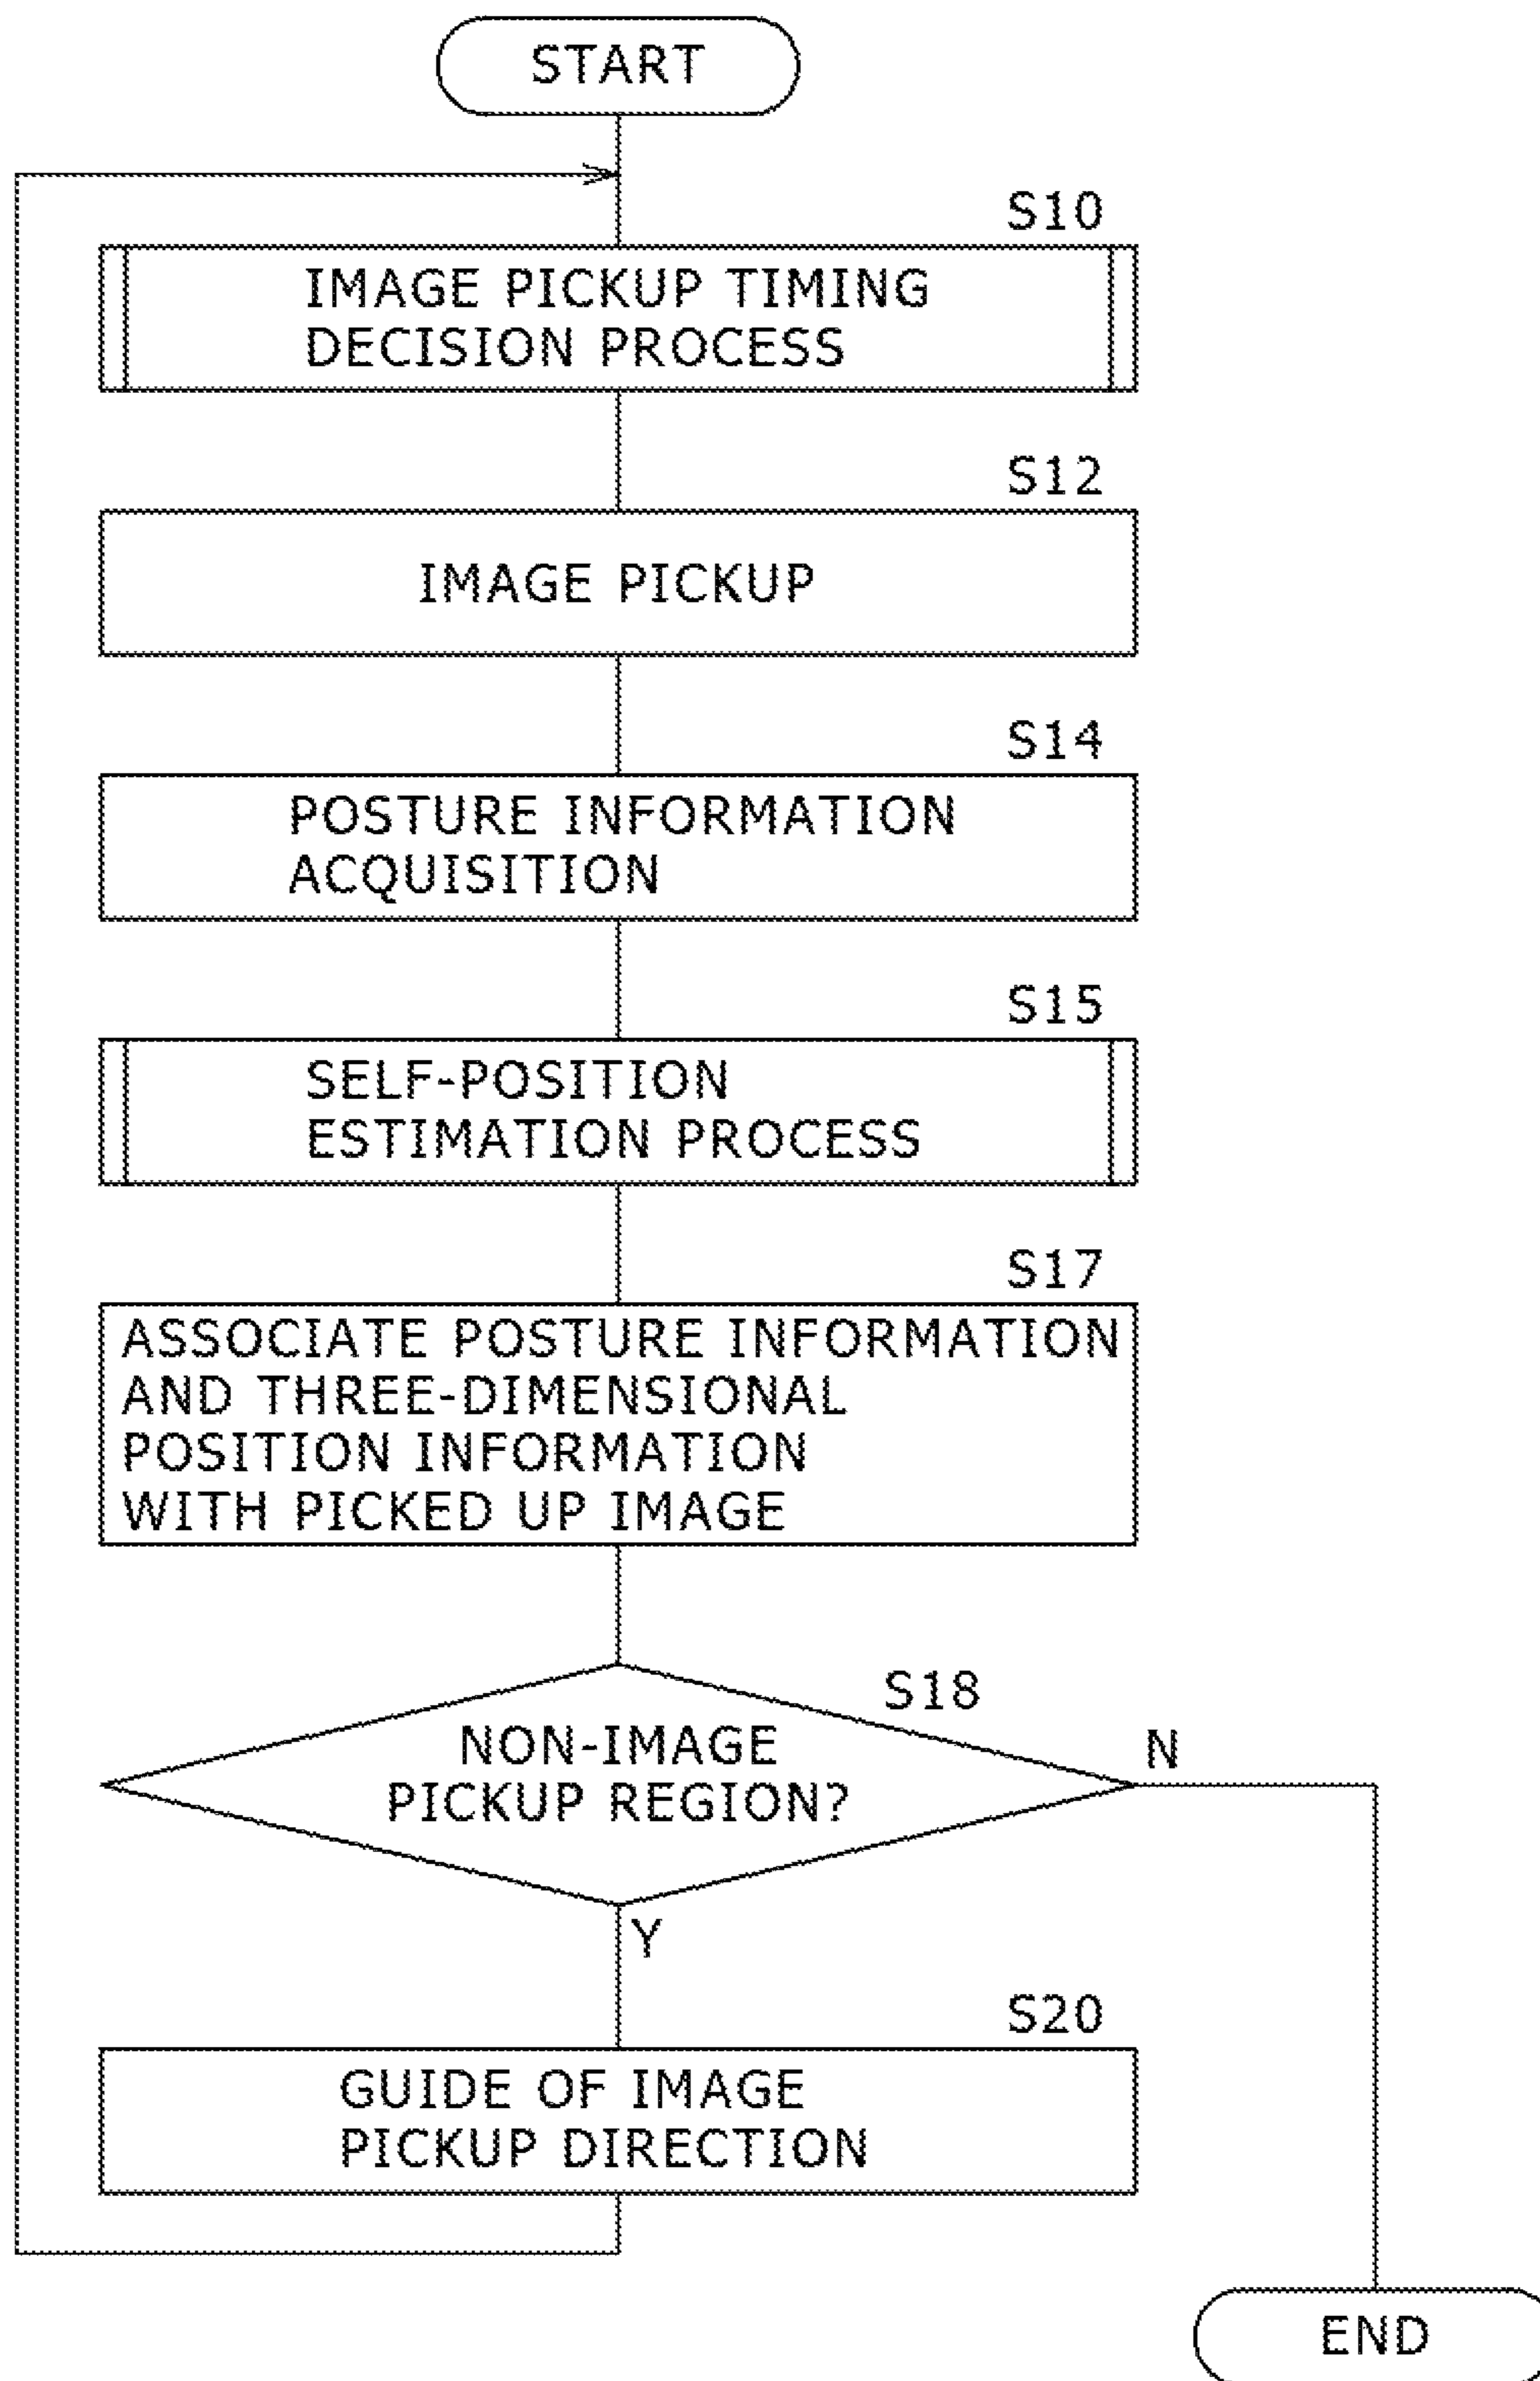 START
S10
IMAGE PICKUP TIMING
DECISION PROCESS
S12
IMAGE PICKUP
S14
POSTURE INFORMATION
ACQUISITION
S15
SELF-POSITION
ESTIMATION PROCESS
S17
ASSOCIATE POSTURE INFORMATION
AND THREE-DIMENSIONAL
POSITION INFORMATION
WITH PICKED UP IMAGE
S18
NON-IMAGE
PICKUP REGION?
N
Y
S20
GUIDE OF IMAGE
PICKUP DIRECTION
END